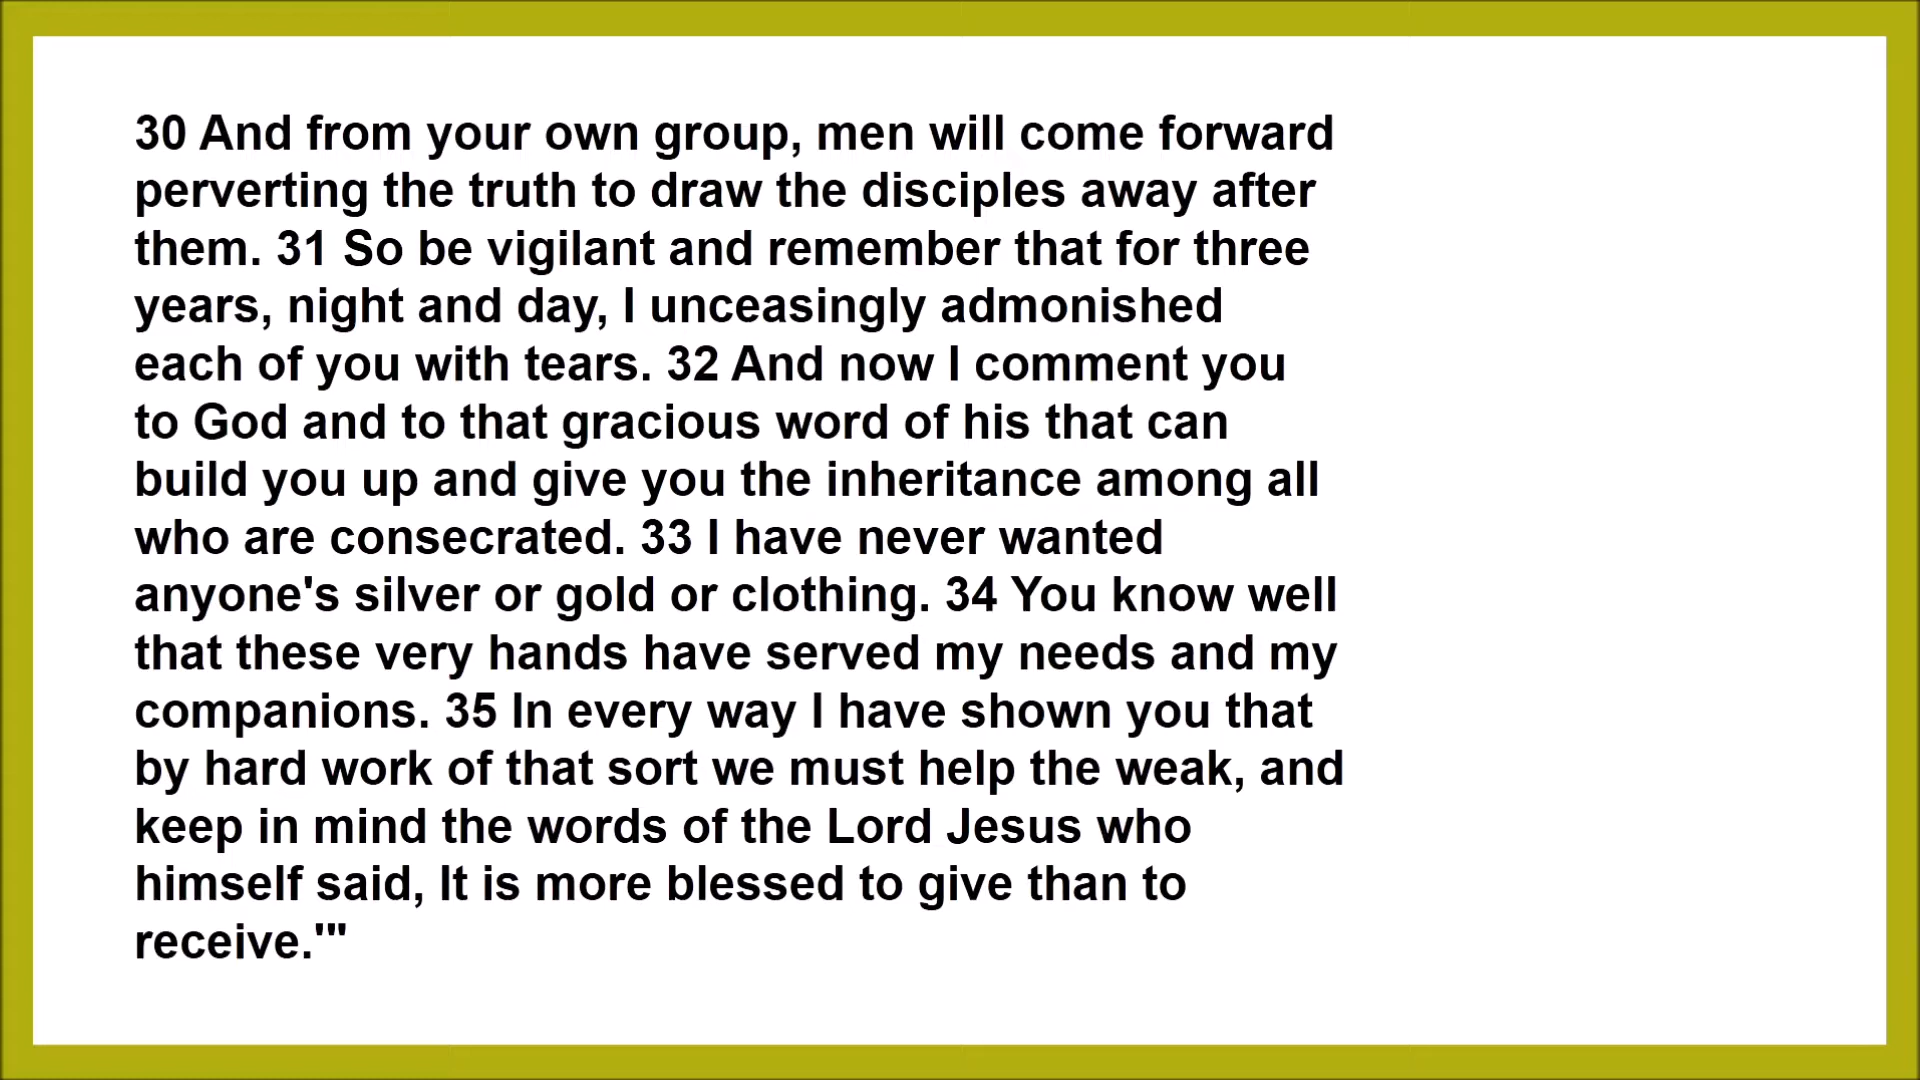 30 And from your own group, men will come forward
perverting the truth to draw the disciples away after
them. 31 So be vigilant and remember that for three
years, night and day, I unceasingly admonished
each of you with tears. 32 And now I comment you
to God and to that gracious word of his that can
build you up and give you the inheritance among all
who are consecrated. 33 I have never wanted
anyone's silver or gold or clothing. 34 You know well
that these very hands have served my needs and my
companions. 35 In every way I have shown you that
by hard work of that sort we must help the weak, and
keep in mind the words of the Lord Jesus who
himself said, It is more blessed to give than to
receive.'"